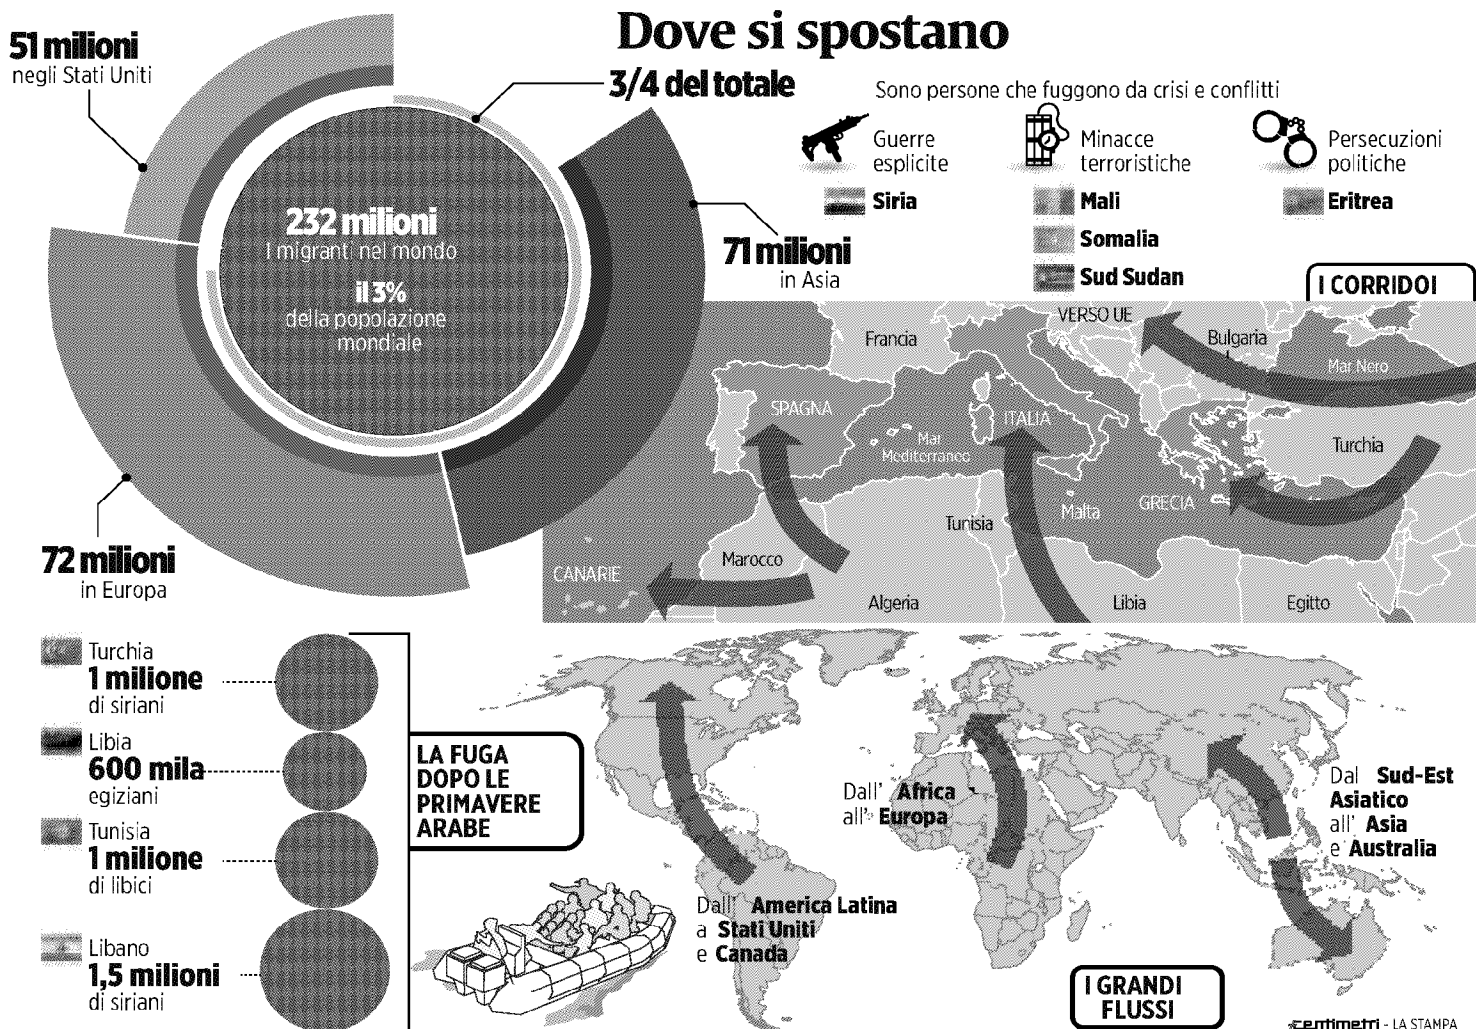 Dove si spostano
51 milioni
negli Stati Uniti
3/4 del totale
232 milioni
I migranti nel mondo
il 3%
della popolazione
mondiale
71 milioni
in Asia
72 milioni
in Europa
Sono persone che fuggono da crisi e conflitti
Guerre
esplicite
Siria
Minacce
terroristiche
Mali
Somalia
Sud Sudan
Persecuzioni
politiche
Eritrea
I CORRIDOI
VERSO UE
Francia
Bulgaria
Mar Nero
SPAGNA
ITALIA
Mar
Mediterraneo
Turchia
GRECIA
Malta
Tunisia
Marocco
CANARIE
Algeria
Libia
Egitto
Turchia
1 milione
di siriani
Libia
600 mila
egiziani
Tunisia
1 milione
di libici
Libano
1,5 milioni
di siriani
LA FUGA
DOPO LE
PRIMAVERE
ARABE
Dall' America Latina
a Stati Uniti
e Canada
Dall' Africa
all' Europa
Dal Sud-Est
Asiatico
all' Asia
e Australia
I GRANDI
FLUSSI
centimetri - LA STAMPA